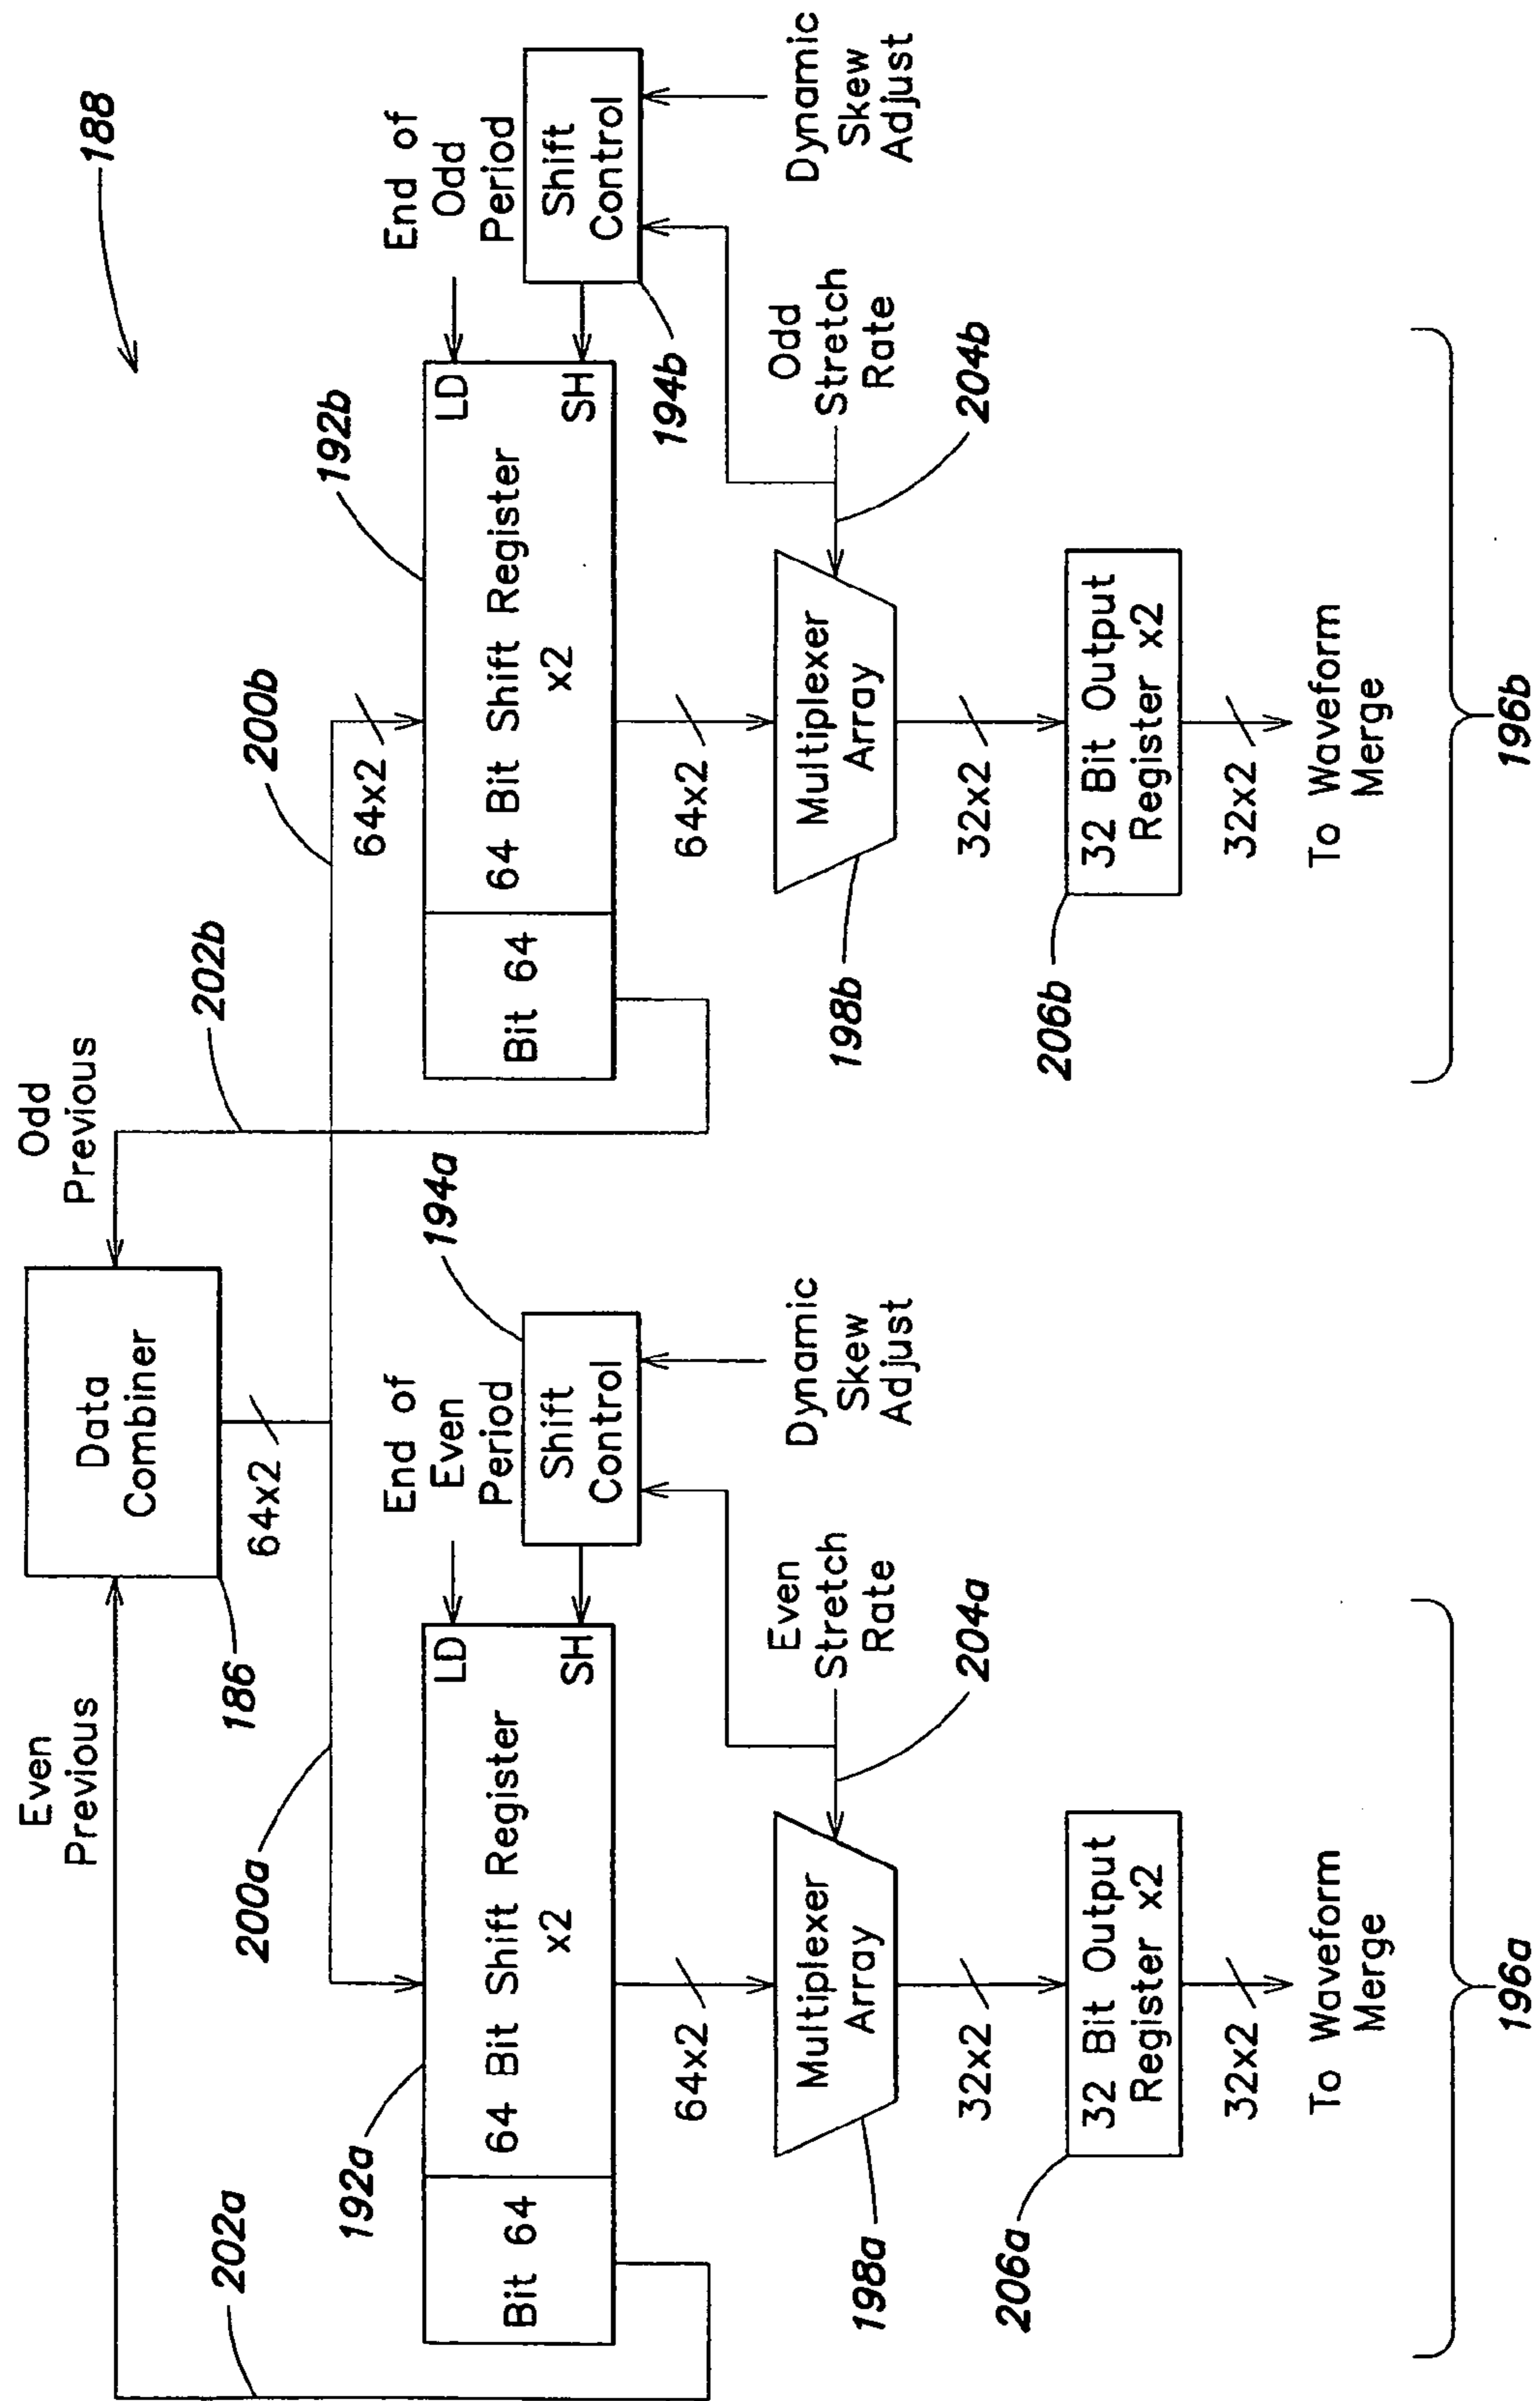 188
Even
Previous
Odd
Previous
Data
Combiner
186
64x2
202a
200a
202b
200b
192a
End of
Even
Period
194a
192b
End of
Odd
Period
64x2
Bit 64
64 Bit Shift Register
x2
LD
SH
Shift
Control
Bit 64
64 Bit Shift Register
x2
LD
SH
Shift
Control
194b
64x2
Even
Stretch
Rate
Dynamic
Skew
Adjust
64x2
Odd
Stretch
Rate
Dynamic
Skew
Adjust
198a
Multiplexer
Array
204a
198b
Multiplexer
Array
204b
32x2
32x2
206a
32 Bit Output
Register x2
206b
32 Bit Output
Register x2
32x2
32x2
To Waveform
Merge
To Waveform
Merge
196a
196b